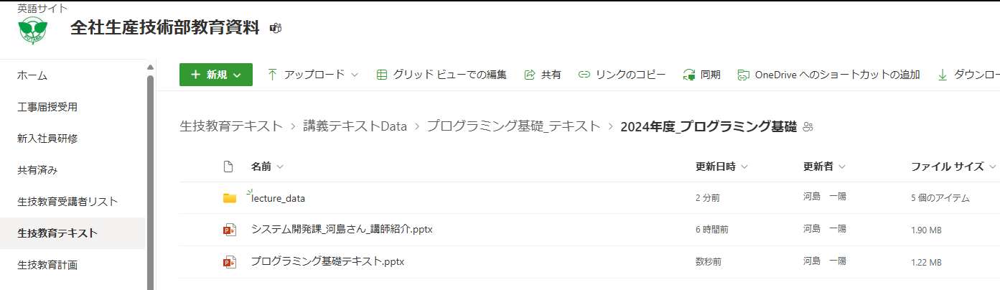 英語サイト
FUTABA
全社生産技術部教育資料
ホーム
工事届授受用
新入社員研修
共有済み
生技教育受講者リスト
生技教育テキスト
生技教育計画
新規 アップロード グリッド ビューでの編集 共有 リンクのコピー 同期 OneDrive へのショートカットの追加 ダウンロー
生技教育テキスト > 講義テキストData > プログラミング基礎_テキスト > 2024年度_プログラミング基礎
名前 更新日時 更新者 ファイル サイズ
lecture_data 2 分前 河島 一陽 5 個のアイテム
システム開発課_河島さん_講師紹介.pptx 6 時間前 河島 一陽 1.90 MB
プログラミング基礎テキスト.pptx 数秒前 河島 一陽 1.22 MB